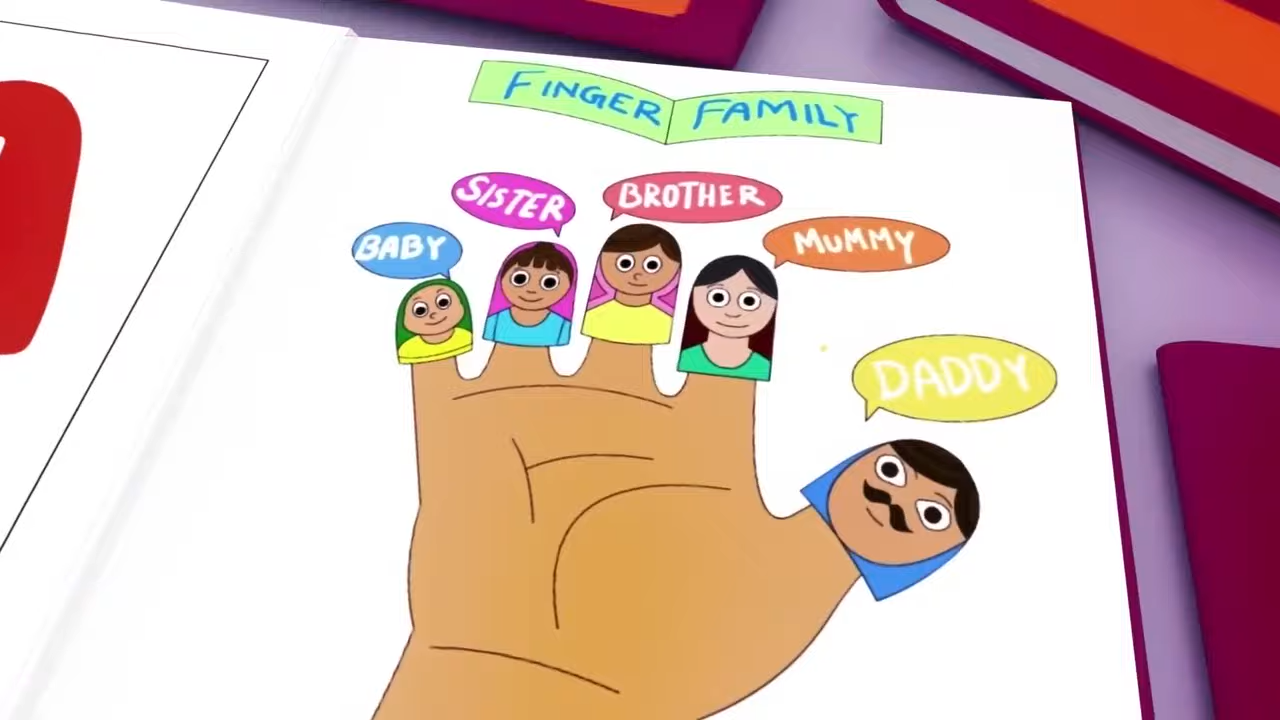 FINGER FAMILY
BABY
SISTER
BROTHER
MUMMY
DADDY